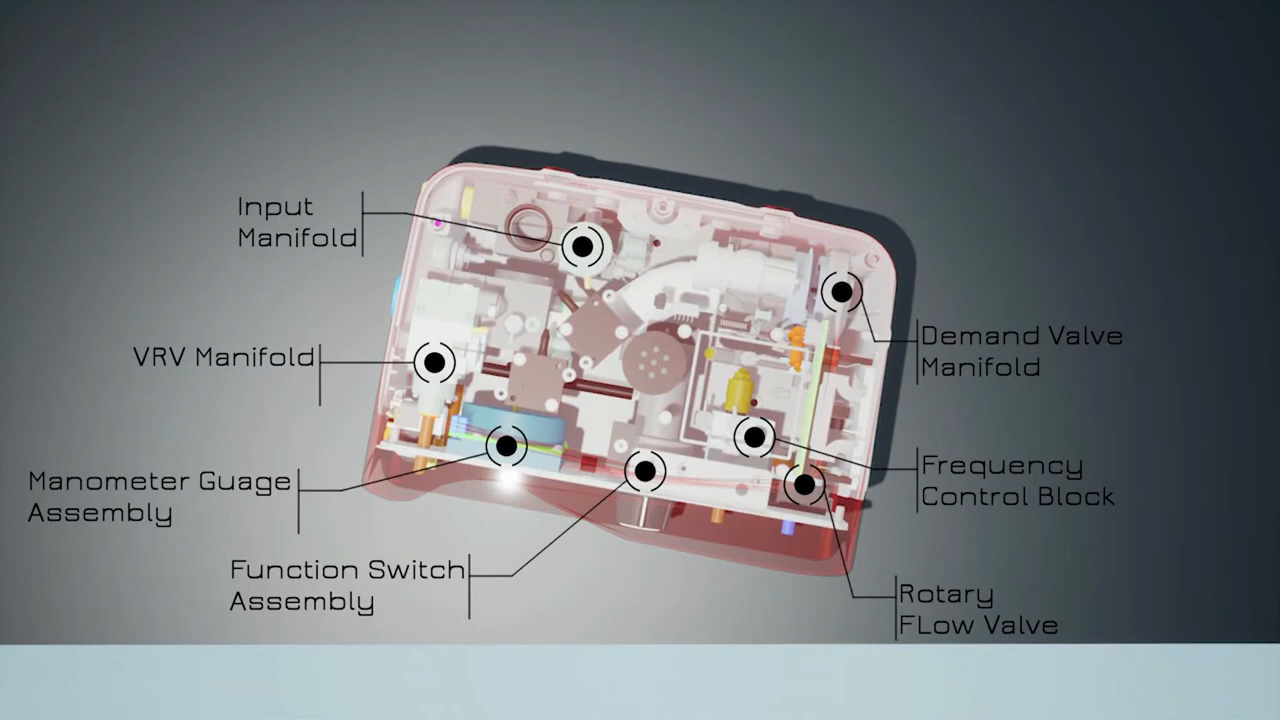 Input
Manifold
VRV Manifold
Manometer Guage
Assembly
Function Switch
Assembly
Demand Valve
Manifold
Frequency
Control Block
Rotary
FLow Valve